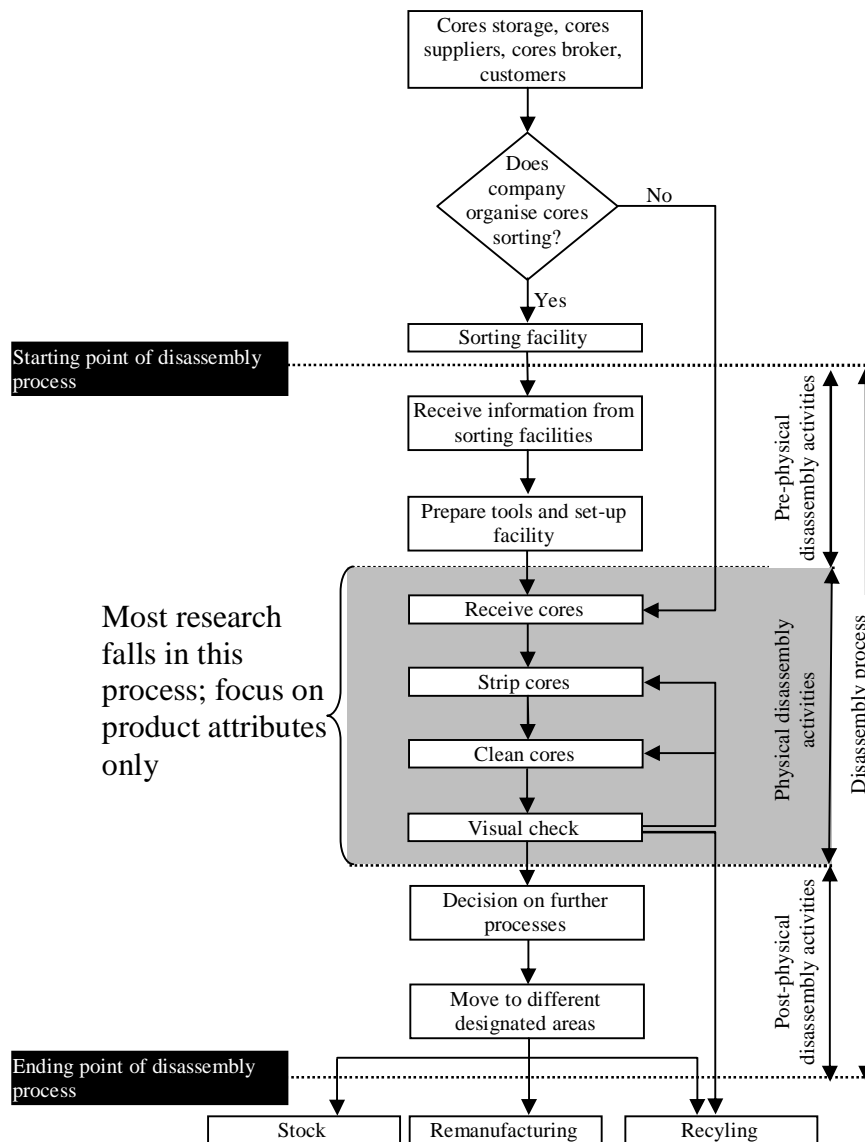 Cores storage, cores
suppliers, cores broker,
customers
Does
company
organise cores
sorting?
No
Yes
Sorting facility
Starting point of disassembly
process
Receive information from
sorting facilities
Prepare tools and set-up
facility
Pre-physical
disassembly activities
Most research
falls in this
process; focus on
product attributes
only
Receive cores
Strip cores
Clean cores
Visual check
Physical disassembly
activities
Disassembly process
Decision on further
processes
Move to different
designated areas
Post-physical
disassembly activities
Ending point of disassembly
process
Stock
Remanufacturing
Recyling